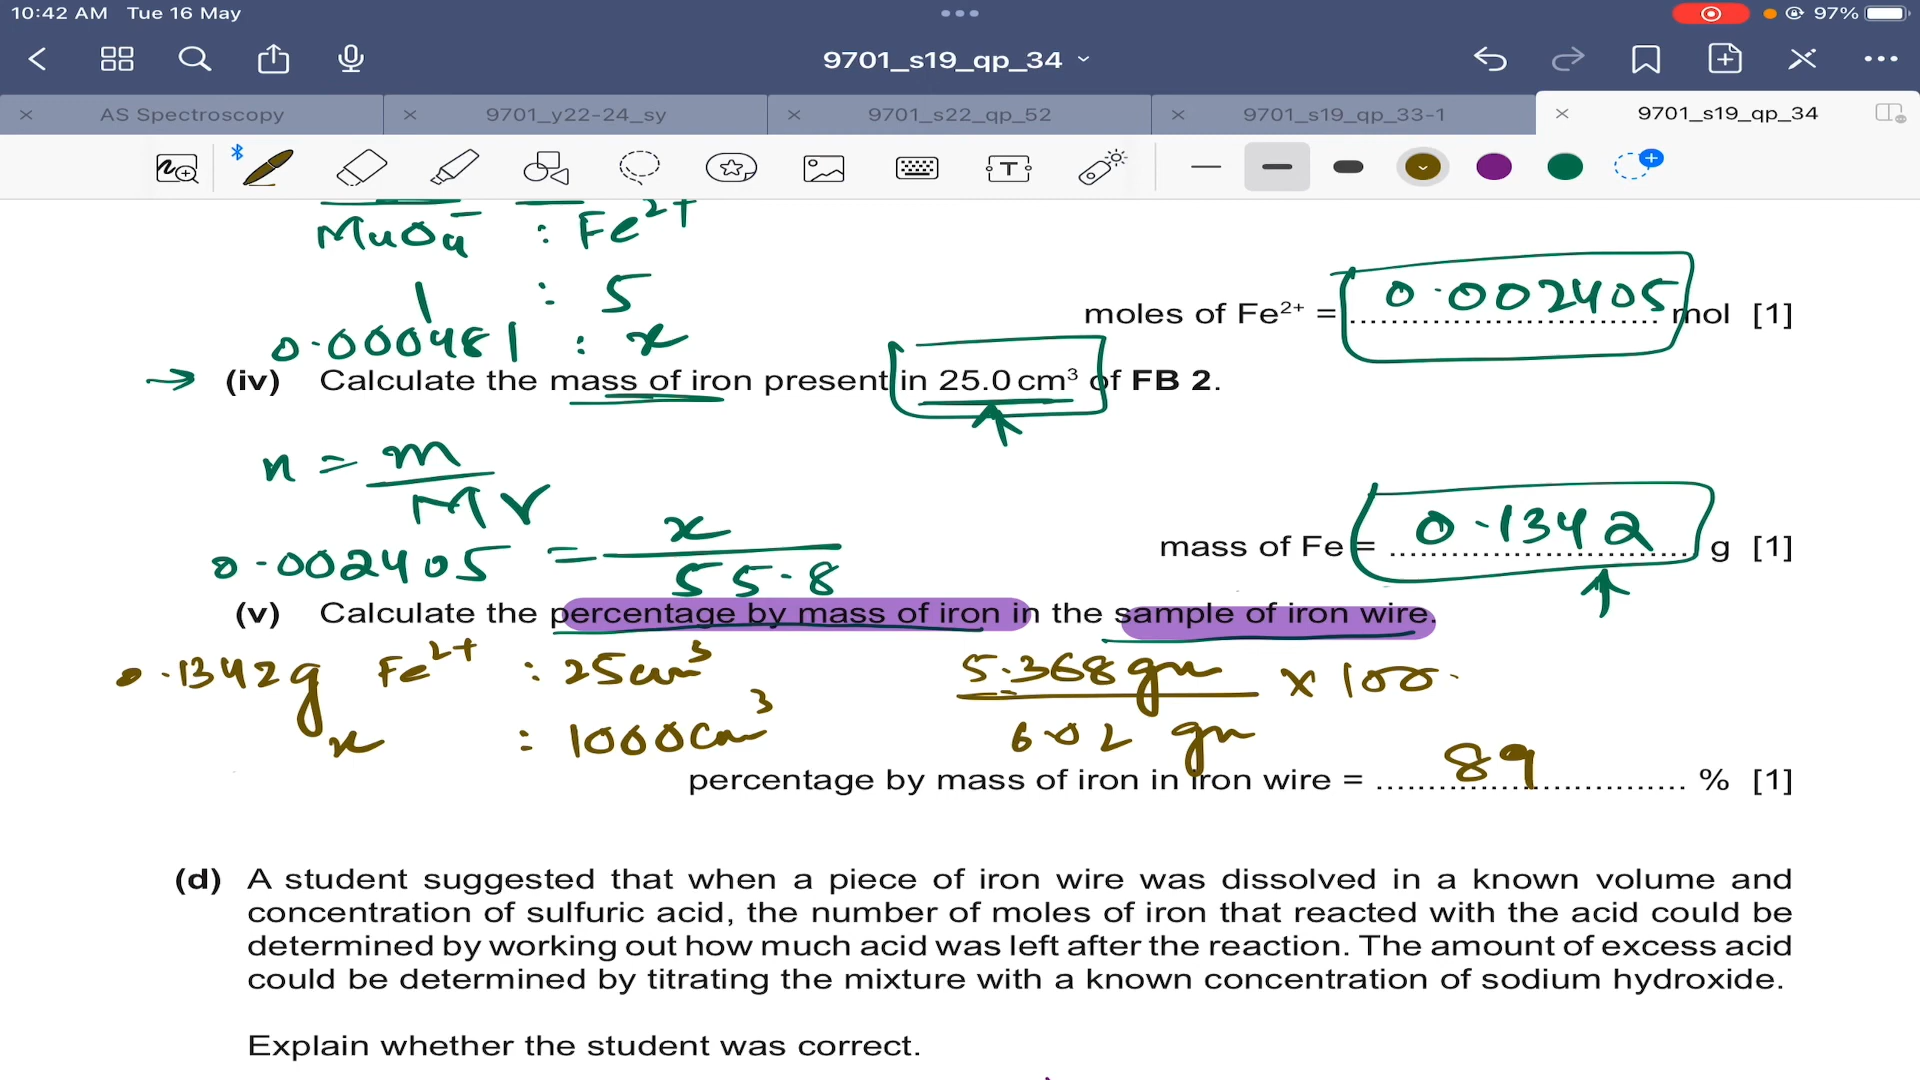 10:42 AM Tue 16 May
97%
9701_s19_qp_34
AS Spectroscopy
9701_y22-24_sy
9701_s22_qp_52
9701_s19_qp_33-1
9701_s19_qp_34
MnO4⁻ : Fe²⁺
1 : 5
0.000481 : x
moles of Fe²⁺ = 0.002405 mol [1]
→ (iv) Calculate the mass of iron present in 25.0 cm³ of FB 2.
n = m / Mr
0.002405 = x / 55.8
mass of Fe = 0.1342 g [1]
(v) Calculate the percentage by mass of iron in the sample of iron wire.
0.1342g Fe²⁺ : 25cm³
x : 1000cm³
5.368gm / 6.02 gm × 100
percentage by mass of iron in iron wire = 89 % [1]
(d) A student suggested that when a piece of iron wire was dissolved in a known volume and
concentration of sulfuric acid, the number of moles of iron that reacted with the acid could be
determined by working out how much acid was left after the reaction. The amount of excess acid
could be determined by titrating the mixture with a known concentration of sodium hydroxide.
Explain whether the student was correct.